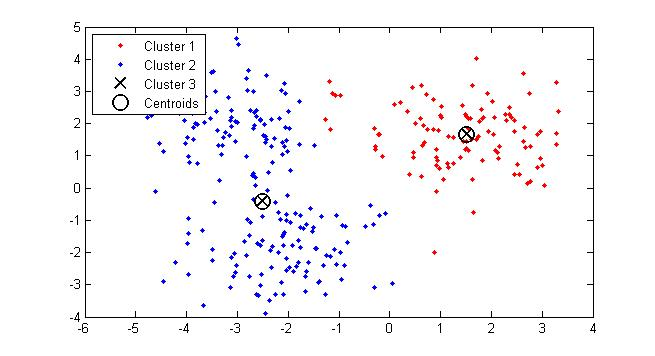 5
4
3
2
1
0
-1
-2
-3
-4
Cluster 1
Cluster 2
Cluster 3
Centroids
-6 -5 -4 -3 -2 -1 0 1 2 3 4